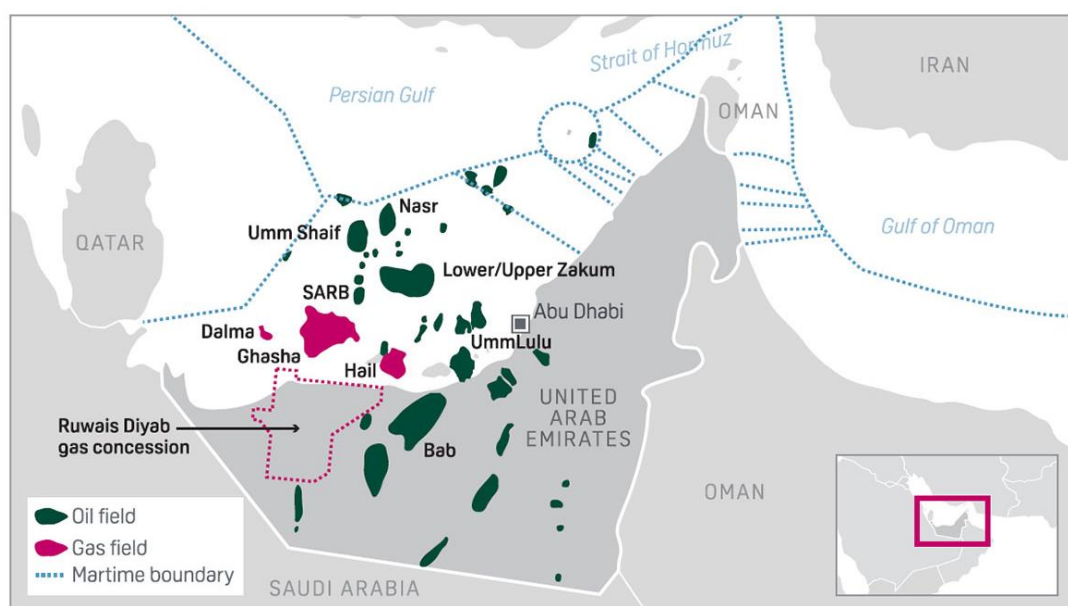 Strait of Hormuz
IRAN
Persian Gulf
OMAN
Nasr
QATAR
Umm Shaif
Gulf of Oman
Lower/Upper Zakum
SARB
Abu Dhabi
Dalma
UmmLulu
Ghasha
Hail
UNITED
ARAB
EMIRATES
Ruwais Diyab
gas concession
Bab
OMAN
Oil field
Gas field
Martime boundary
SAUDI ARABIA